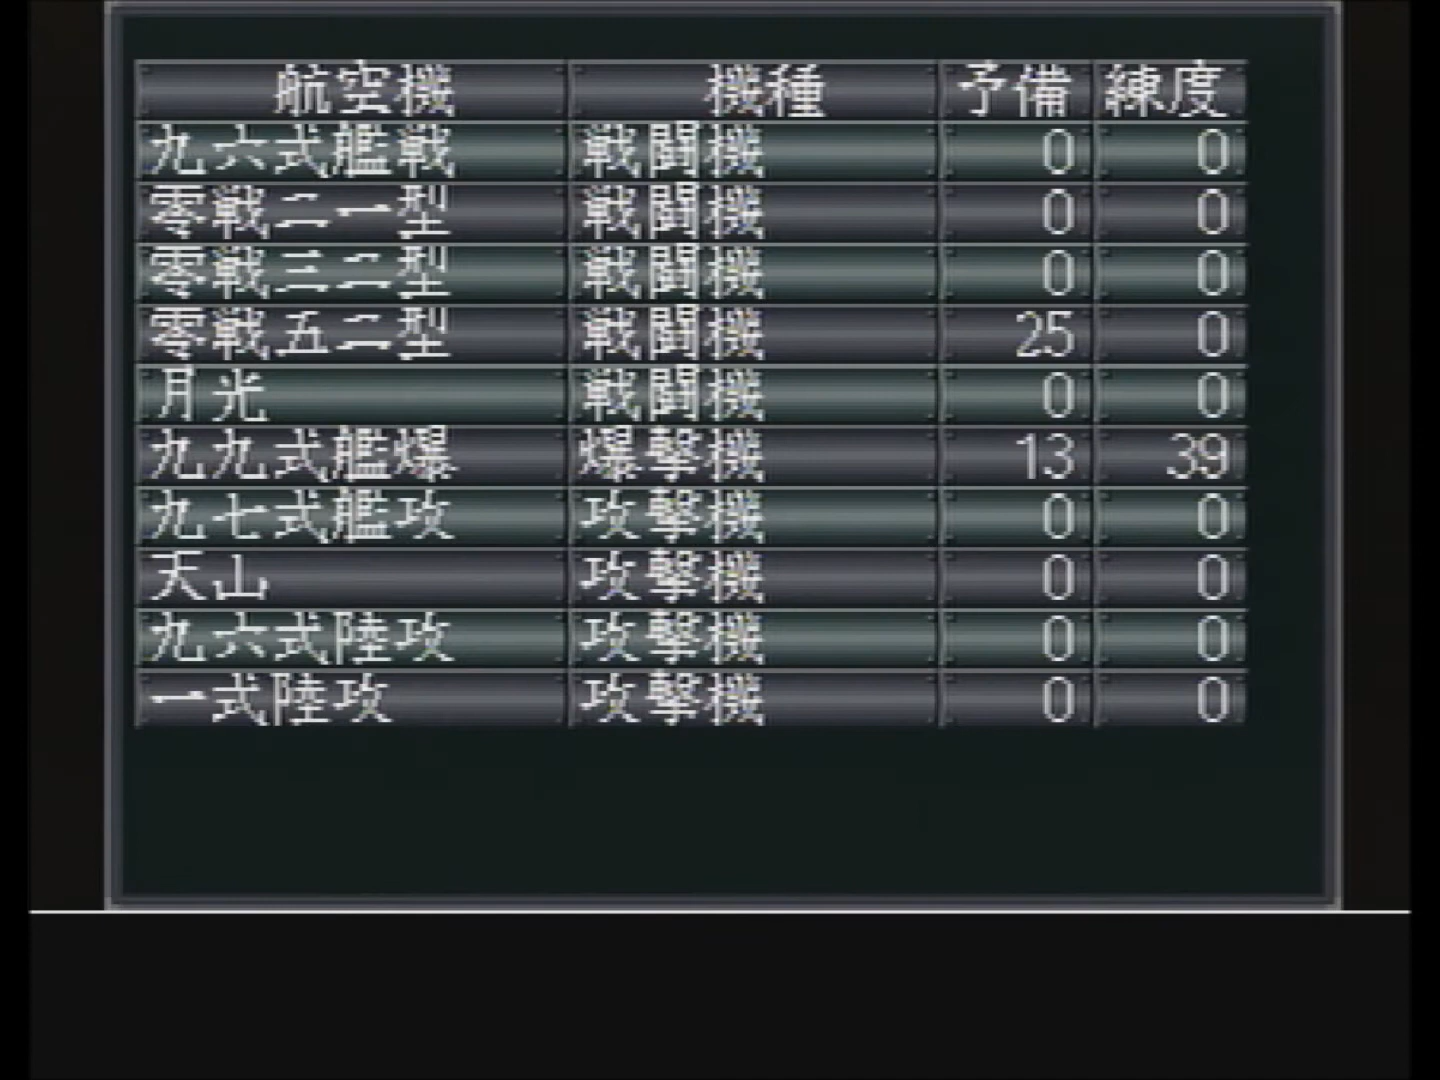 航空機 機種 予備 練度
九六式艦戦 戦闘機 0 0
零戦二一型 戦闘機 0 0
零戦三二型 戦闘機 0 0
零戦五二型 戦闘機 25 0
月光 戦闘機 0 0
九九式艦爆 爆撃機 13 39
九七式艦攻 攻撃機 0 0
天山 攻撃機 0 0
九六式陸攻 攻撃機 0 0
一式陸攻 攻撃機 0 0